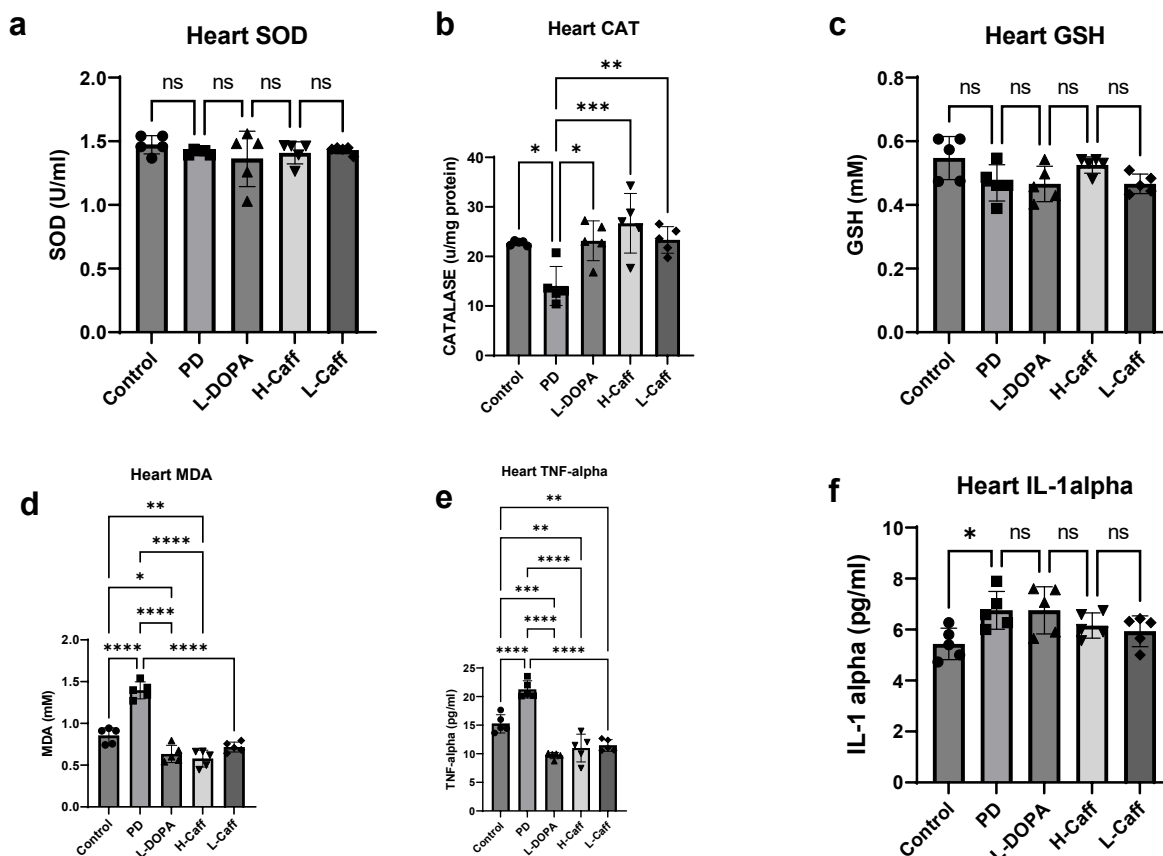 a
Heart SOD
ns
ns
ns
ns
2.0
1.5
1.0
0.5
0.0
SOD (U/ml)
Control
PD
L-DOPA
H-Caff
L-Caff
b
Heart CAT
**
***
*
*
40
30
20
10
0
CATALASE (u/mg protein)
Control
PD
L-DOPA
H-Caff
L-Caff
c
Heart GSH
ns
ns
ns
ns
0.8
0.6
0.4
0.2
0.0
GSH (mM)
Control
PD
L-DOPA
H-Caff
L-Caff
d
Heart MDA
**
****
*
****
****
****
2.0
1.5
1.0
0.5
0.0
MDA (mM)
Control
PD
L-DOPA
H-Caff
L-Caff
e
Heart TNF-alpha
**
**
****
***
****
****
****
25
20
15
10
5
0
TNF-alpha (pg/ml)
Control
PD
L-DOPA
H-Caff
L-Caff
f
Heart IL-1alpha
*
ns
ns
ns
10
8
6
4
2
0
IL-1 alpha (pg/ml)
Control
PD
L-DOPA
H-Caff
L-Caff